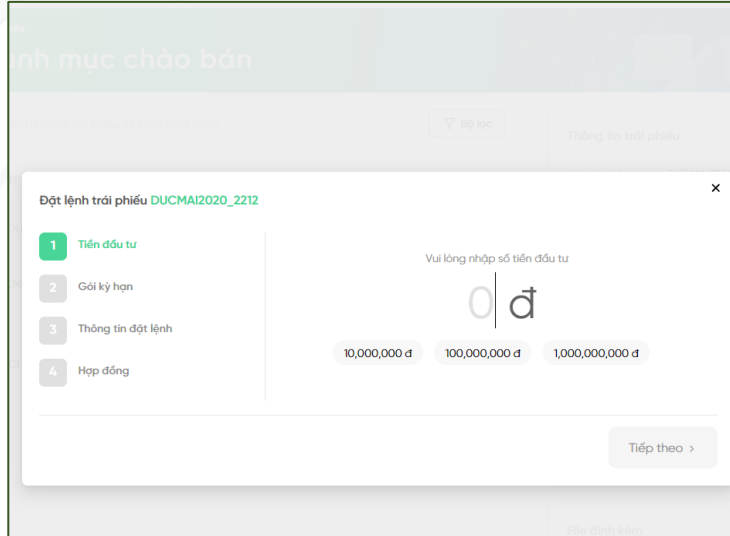 nh mục chào bán
Bộ lọc
Thông tin trái phiếu
×
Đặt lệnh trái phiếu DUCMAI2020_2212
1 Tiền đầu tư
2 Gói kỳ hạn
3 Thông tin đặt lệnh
4 Hợp đồng
Vui lòng nhập số tiền đầu tư
0 đ
10,000,000 đ 100,000,000 đ 1,000,000,000 đ
Tiếp theo ›
File đính kèm